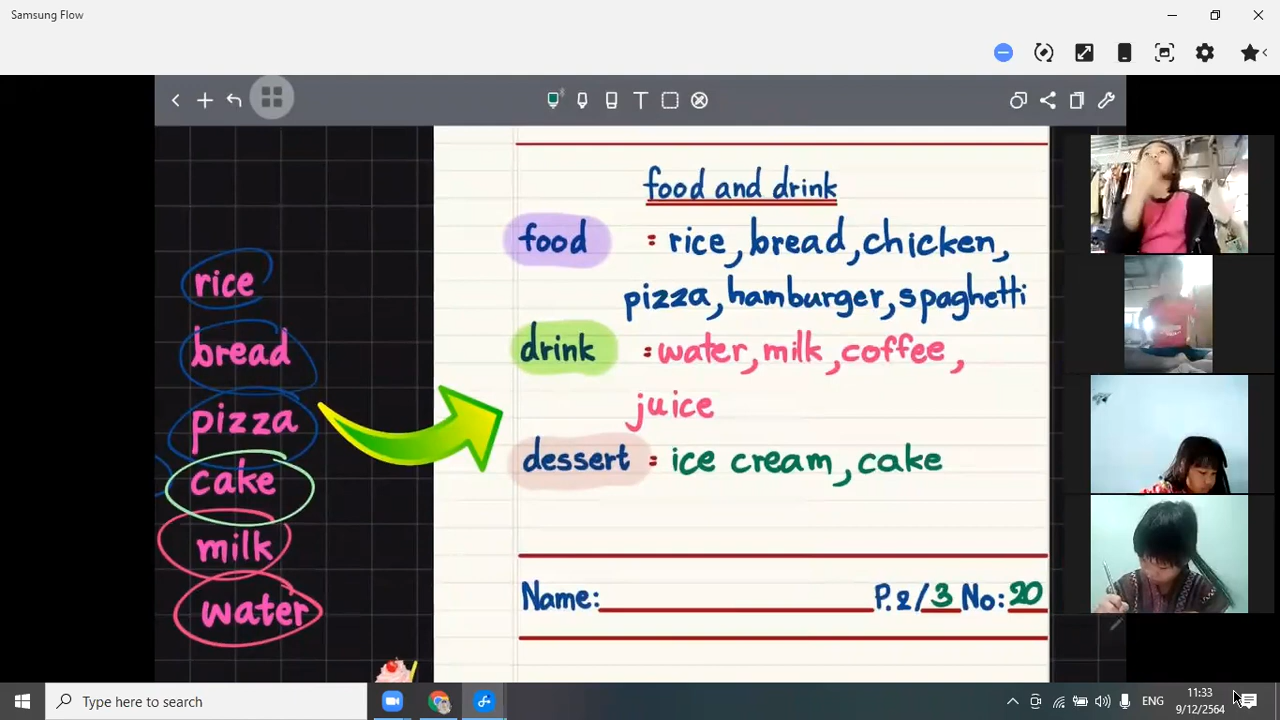 Samsung Flow
rice
bread
pizza
cake
milk
water
food and drink
food : rice, bread, chicken,
pizza, hamburger, spaghetti
drink : water, milk, coffee,
juice
dessert : ice cream, cake
Name: P.2/3 No: 20
Type here to search
ENG
11:33
9/12/2564